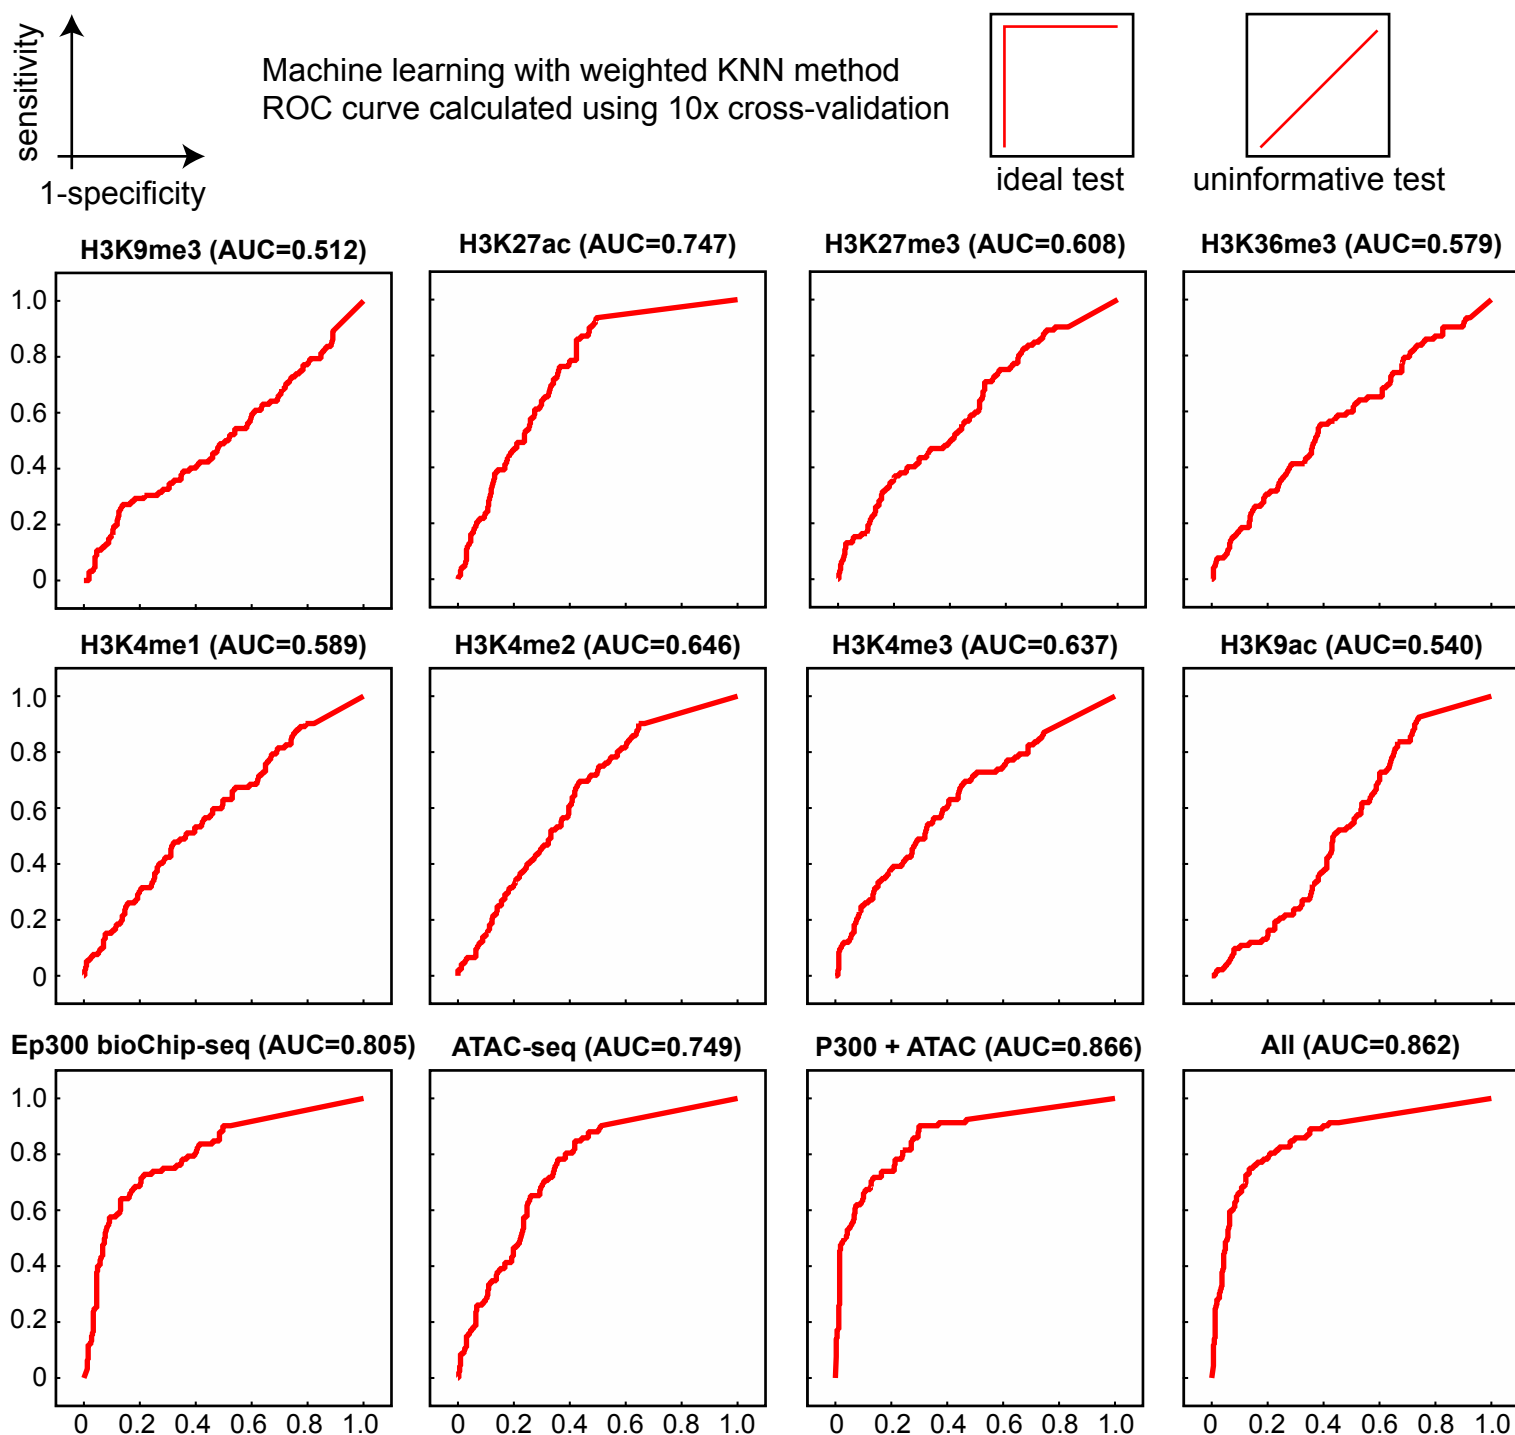 sensitivity
1-specificity
Machine learning with weighted KNN method
ROC curve calculated using 10x cross-validation
ideal test
uninformative test
H3K9me3 (AUC=0.512)
H3K27ac (AUC=0.747)
H3K27me3 (AUC=0.608)
H3K36me3 (AUC=0.579)
1.0
0.8
0.6
0.4
0.2
0
H3K4me1 (AUC=0.589)
H3K4me2 (AUC=0.646)
H3K4me3 (AUC=0.637)
H3K9ac (AUC=0.540)
1.0
0.8
0.6
0.4
0.2
0
Ep300 bioChip-seq (AUC=0.805)
ATAC-seq (AUC=0.749)
P300 + ATAC (AUC=0.866)
All (AUC=0.862)
1.0
0.8
0.6
0.4
0.2
0
0 0.2 0.4 0.6 0.8 1.0
0 0.2 0.4 0.6 0.8 1.0
0 0.2 0.4 0.6 0.8 1.0
0 0.2 0.4 0.6 0.8 1.0